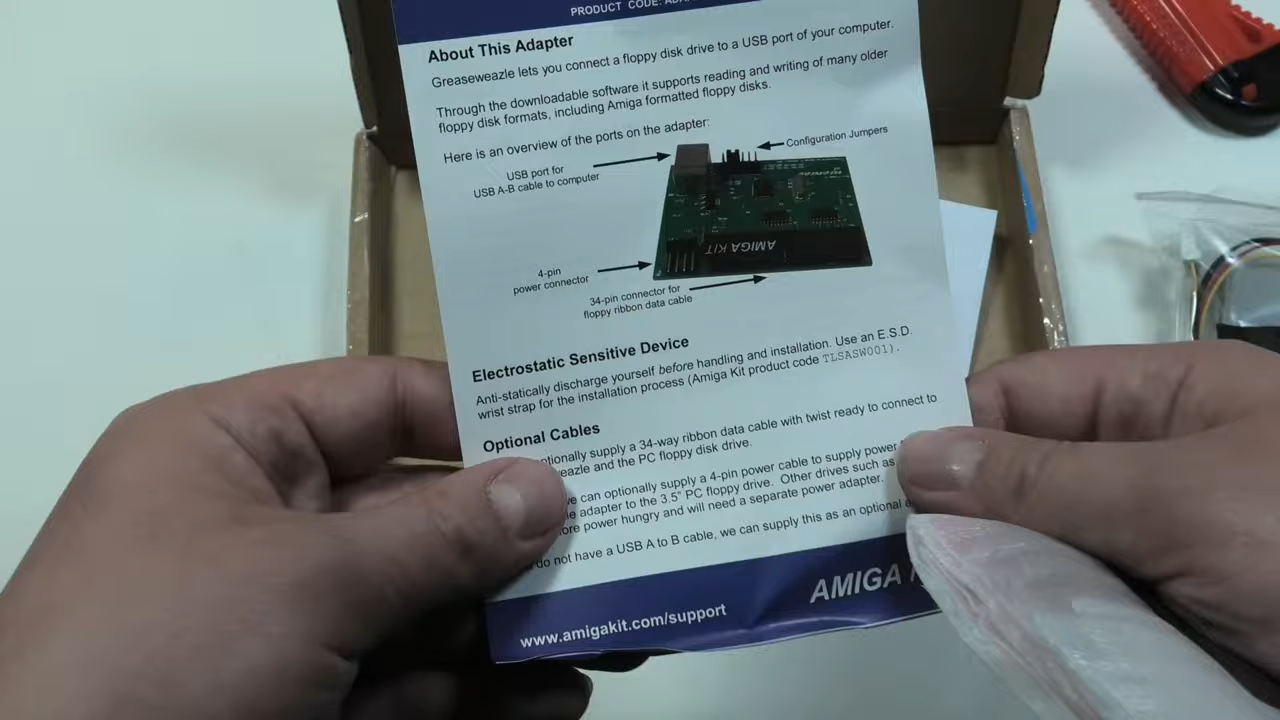 PRODUCT CODE:
About This Adapter
Greaseweazle lets you connect a floppy disk drive to a USB port of your computer.
Through the downloadable software it supports reading and writing of many older
floppy disk formats, including Amiga formatted floppy disks.
Here is an overview of the ports on the adapter:
Configuration Jumpers
USB port for
USB A-B cable to computer
AMIGA KIT
4-pin
power connector
34-pin connector for
floppy ribbon data cable
Electrostatic Sensitive Device
Anti-statically discharge yourself before handling and installation. Use an E.S.D.
wrist strap for the installation process (Amiga Kit product code TLSASW001).
Optional Cables
supply a 34-way ribbon data cable with twist ready to connect to
and the PC floppy disk drive.
we can optionally supply a 4-pin power cable to supply power
adapter to the 3.5" PC floppy drive. Other drives such as
power hungry and will need a separate power adapter.
do not have a USB A to B cable, we can supply this as an optional
www.amigakit.com/support
AMIGA